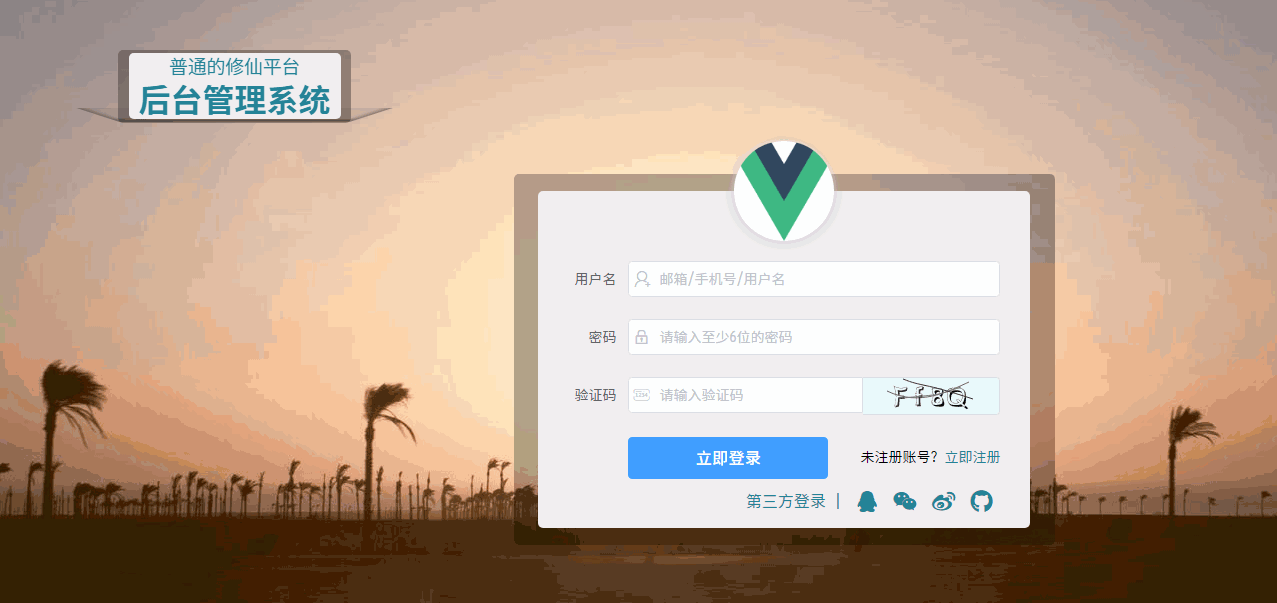 普通的修仙平台
后台管理系统
用户名 邮箱/手机号/用户名
密码 请输入至少6位的密码
验证码 请输入验证码 Ff8Q
立即登录 未注册账号? 立即注册
第三方登录 |